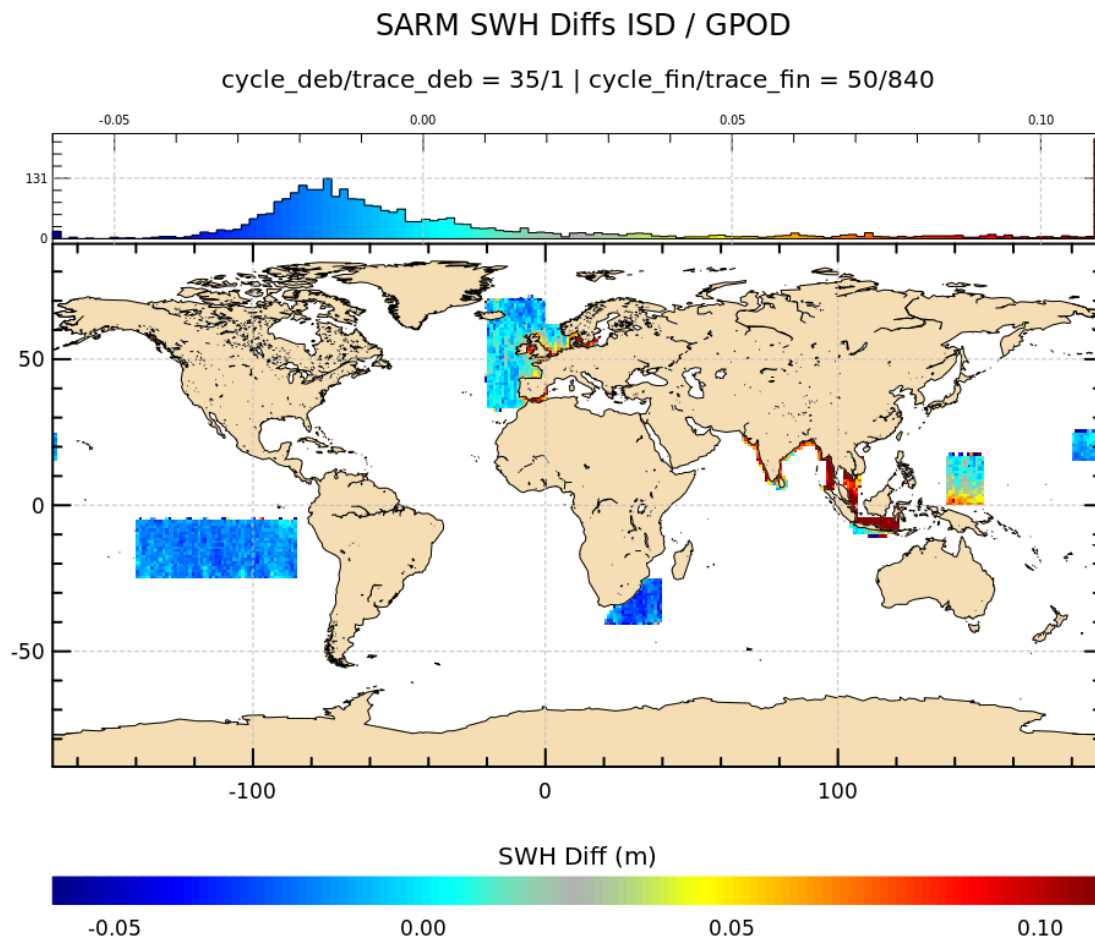 SARM SWH Diffs ISD / GPOD
cycle_deb/trace_deb = 35/1 | cycle_fin/trace_fin = 50/840
-0.05 0.00 0.05 0.10
131
0
50
0
-50
-100 0 100
SWH Diff (m)
-0.05 0.00 0.05 0.10